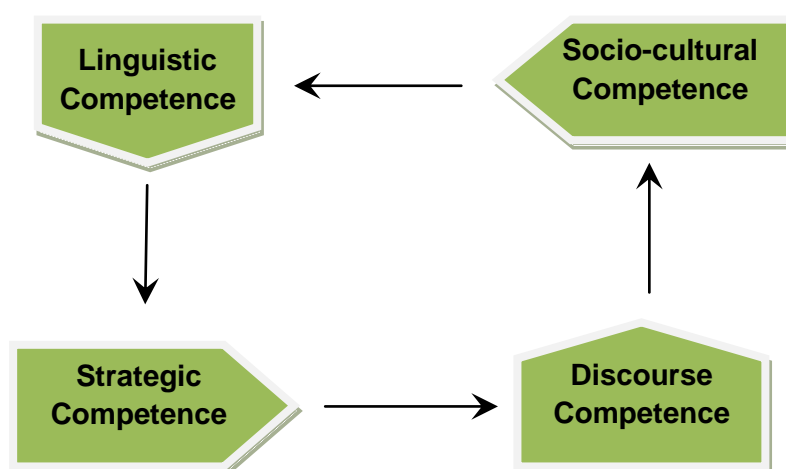 Linguistic
Competence
Socio-cultural
Competence
Strategic
Competence
Discourse
Competence